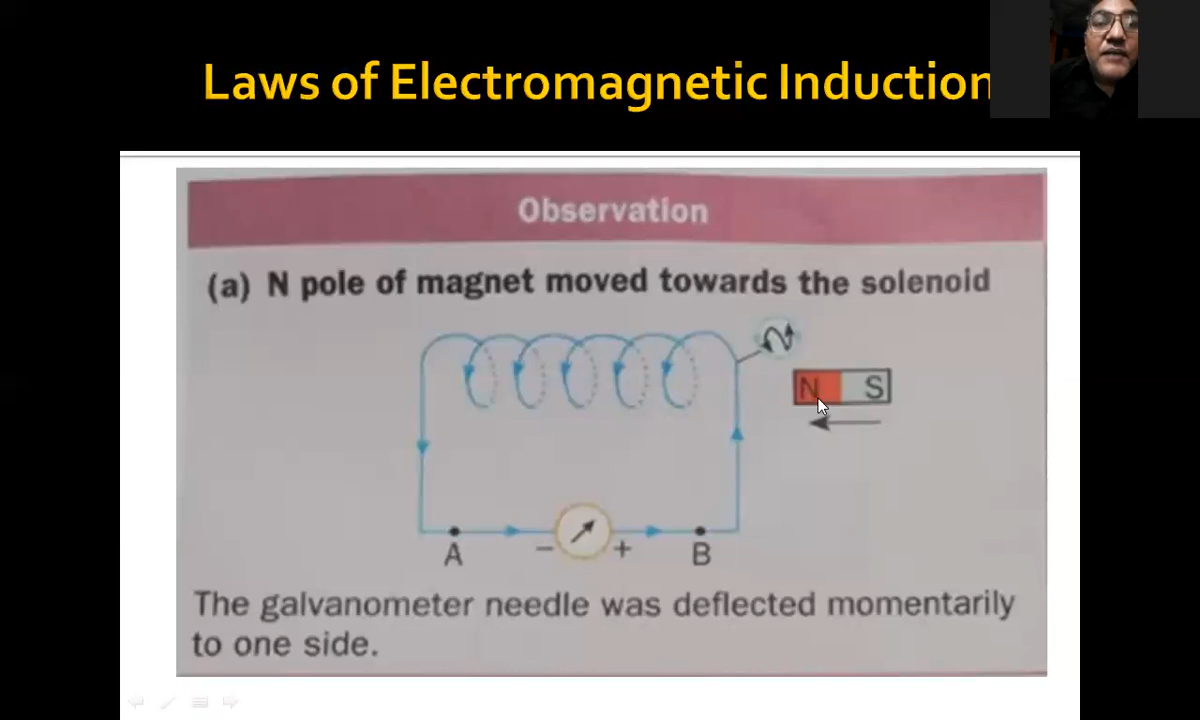 Laws of Electromagnetic Induction
Observation
(a) N pole of magnet moved towards the solenoid
N
N S
A - + B
The galvanometer needle was deflected momentarily
to one side.